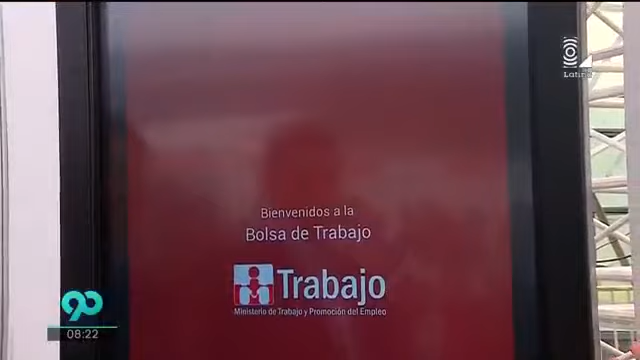 Latina
Bienvenidos a la
Bolsa de Trabajo
Trabajo
Ministerio de Trabajo y Promoción del Empleo
90
08:22